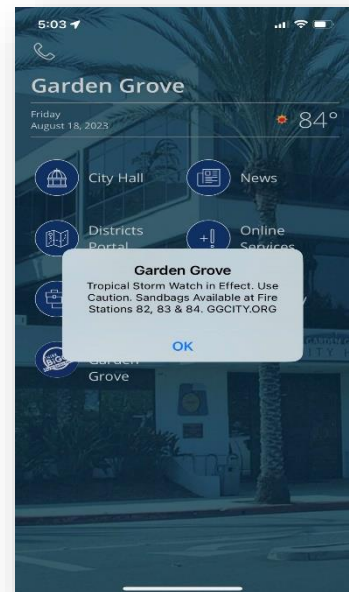 5:03
Garden Grove
Friday
August 18, 2023
84°
City Hall
News
Districts
Portal
Online
Services
Garden Grove
Tropical Storm Watch in Effect. Use
Caution. Sandbags Available at Fire
Stations 82, 83 & 84. GGCITY.ORG
OK
Garden
Grove